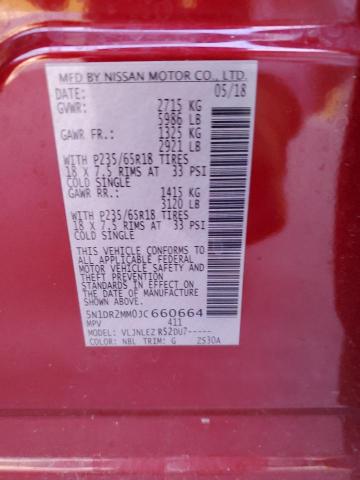 MFD BY NISSAN MOTOR CO., LTD.
DATE: 05/18
GVWR: 2715 KG
5986 LB
GAWR FR.: 1325 KG
2921 LB
WITH P235/65R18 TIRES
18 X 7.5 RIMS AT 33 PSI
COLD SINGLE
GAWR RR.: 1415 KG
3120 LB
WITH P235/65R18 TIRES
18 X 7.5 RIMS AT 33 PSI
COLD SINGLE
THIS VEHICLE CONFORMS TO
ALL APPLICABLE FEDERAL
MOTOR VEHICLE SAFETY
AND THEFT PREVENTION
STANDARDS IN EFFECT ON
THE DATE OF MANUFACTURE
SHOWN ABOVE.
5N1DR2MM0JC660664
MPV 411
MODEL: VLJNLEZ R52DU7-----
COLOR: NBL TRIM: G ZS30A